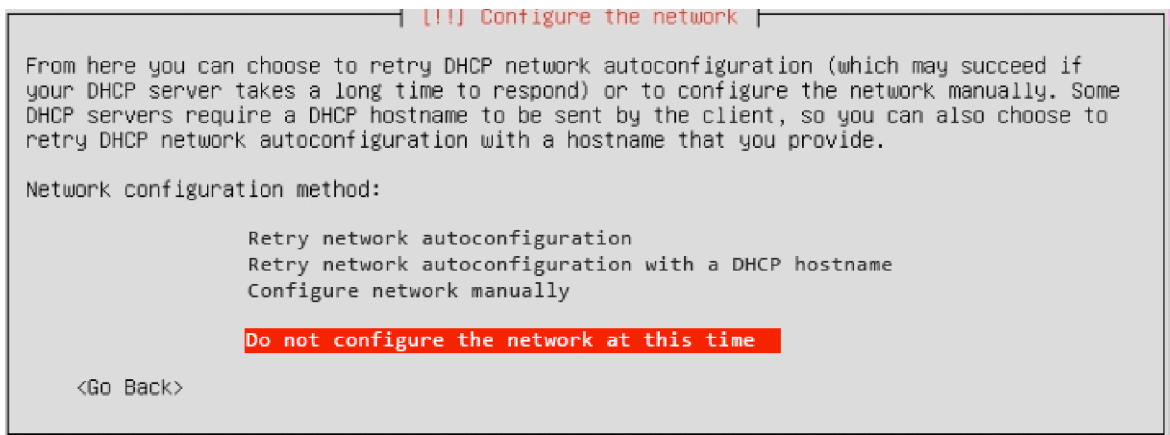 [!!] Configure the network
From here you can choose to retry DHCP network autoconfiguration (which may succeed if
your DHCP server takes a long time to respond) or to configure the network manually. Some
DHCP servers require a DHCP hostname to be sent by the client, so you can also choose to
retry DHCP network autoconfiguration with a hostname that you provide.
Network configuration method:
Retry network autoconfiguration
Retry network autoconfiguration with a DHCP hostname
Configure network manually
Do not configure the network at this time
<Go Back>